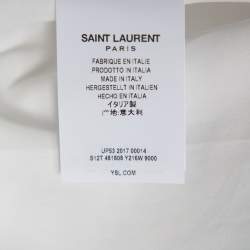 SAINT LAURENT
PARIS
FABRIQUE EN ITALIE
PRODOTTO IN ITALIA
MADE IN ITALY
HERGESTELLT IN ITALIEN
HECHO EN ITALIA
イタリア製
产地:意大利
UP53 2017 00014
S12T 481808 Y216W 9000
YSL.COM